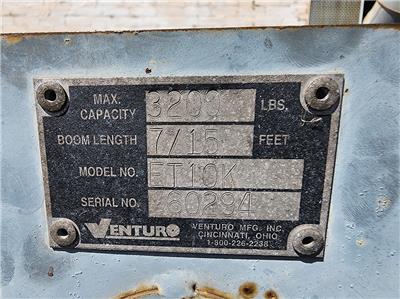 MAX. CAPACITY 3200 LBS.
BOOM LENGTH 7/15 FEET
MODEL NO. ET10K
SERIAL NO. 260294
VENTURO
VENTURO MFG. INC.
CINCINNATI, OHIO
1-800-226-2238